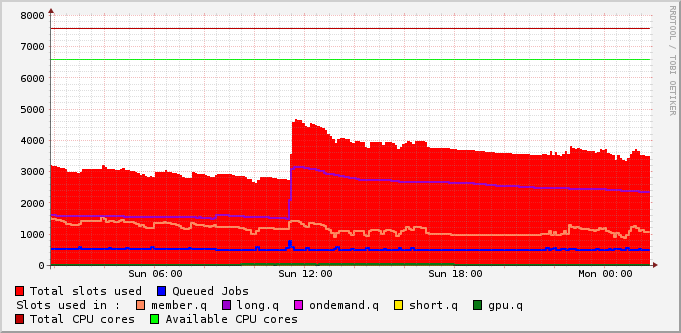 8000
7000
6000
5000
4000
3000
2000
1000
0
Sun 06:00 Sun 12:00 Sun 18:00 Mon 00:00
RRDTOOL / TOBI OETIKER
Total slots used Queued Jobs
Slots used in : member.q long.q ondemand.q short.q gpu.q
Total CPU cores Available CPU cores